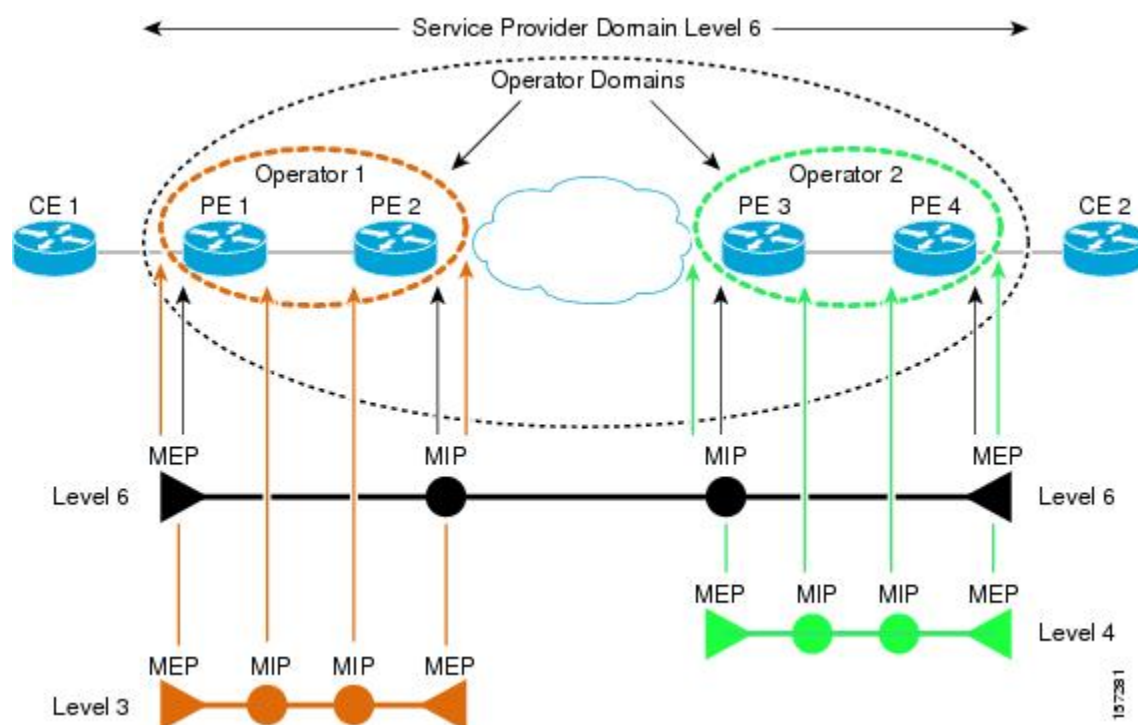 Service Provider Domain Level 6
Operator Domains
Operator 1
Operator 2
CE 1
PE 1
PE 2
PE 3
PE 4
CE 2
MEP
MIP
MIP
MEP
Level 6
Level 6
MEP
MIP
MIP
MEP
Level 4
MEP
MIP
MIP
MEP
Level 3
157281